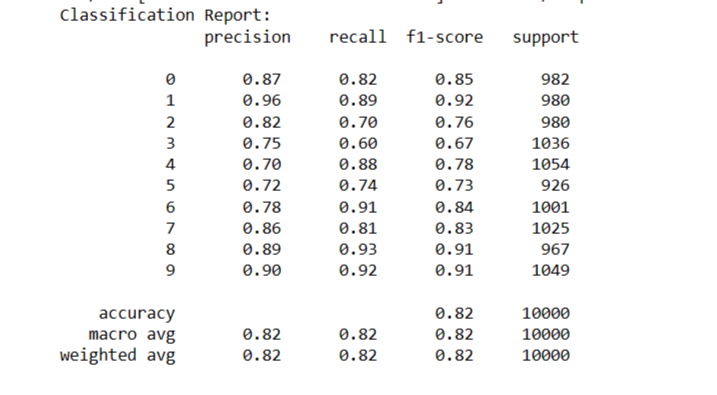 Classification Report:
precision recall f1-score support
0 0.87 0.82 0.85 982
1 0.96 0.89 0.92 980
2 0.82 0.70 0.76 980
3 0.75 0.60 0.67 1036
4 0.70 0.88 0.78 1054
5 0.72 0.74 0.73 926
6 0.78 0.91 0.84 1001
7 0.86 0.81 0.83 1025
8 0.89 0.93 0.91 967
9 0.90 0.92 0.91 1049
accuracy 0.82 10000
macro avg 0.82 0.82 0.82 10000
weighted avg 0.82 0.82 0.82 10000